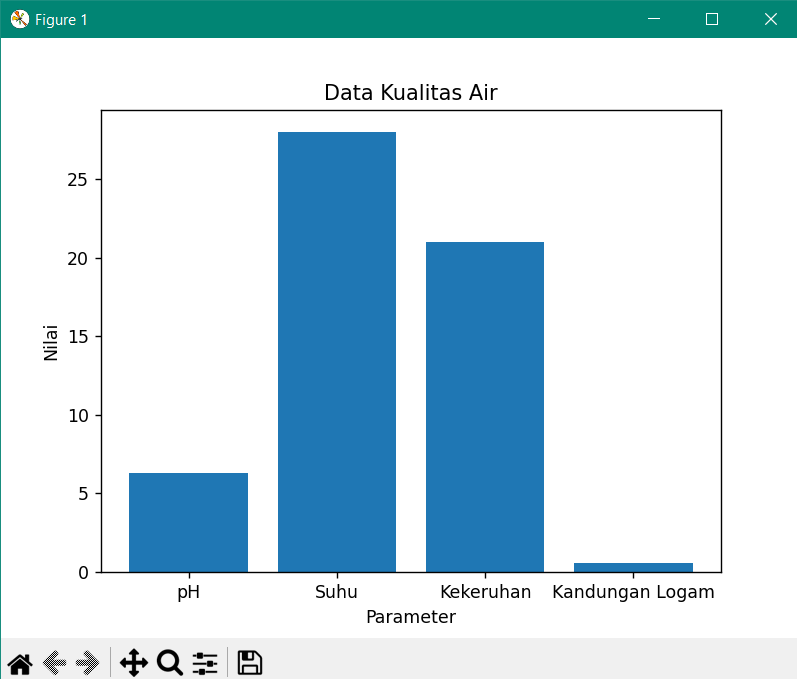 Figure 1
Data Kualitas Air
25
20
15
10
5
0
Nilai
pH Suhu Kekeruhan Kandungan Logam
Parameter